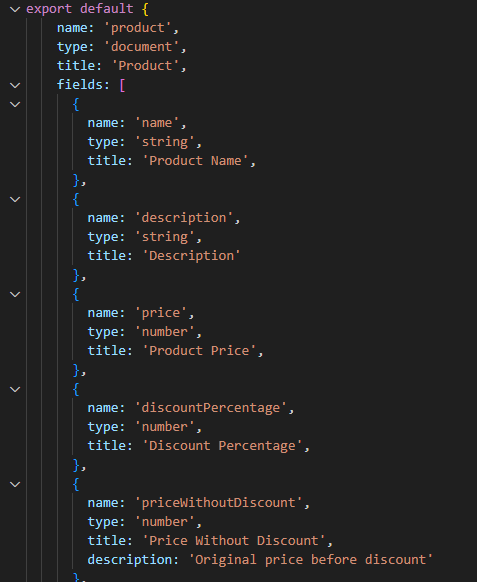 export default {
name: 'product',
type: 'document',
title: 'Product',
fields: [
{
name: 'name',
type: 'string',
title: 'Product Name',
},
{
name: 'description',
type: 'string',
title: 'Description'
},
{
name: 'price',
type: 'number',
title: 'Product Price',
},
{
name: 'discountPercentage',
type: 'number',
title: 'Discount Percentage',
},
{
name: 'priceWithoutDiscount',
type: 'number',
title: 'Price Without Discount',
description: 'Original price before discount'
},